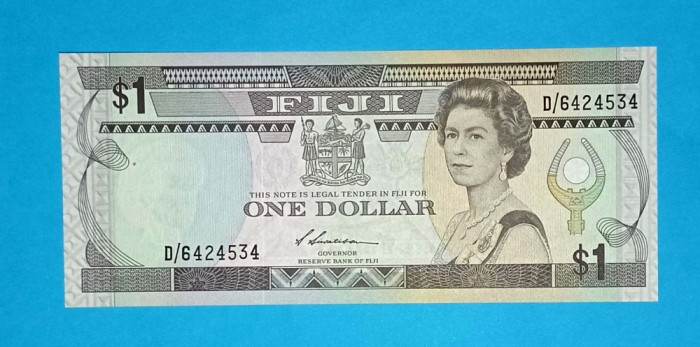 $1
FIJI
D/6424534
THIS NOTE IS LEGAL TENDER IN FIJI FOR
ONE DOLLAR
D/6424534
GOVERNOR
RESERVE BANK OF FIJI
$1